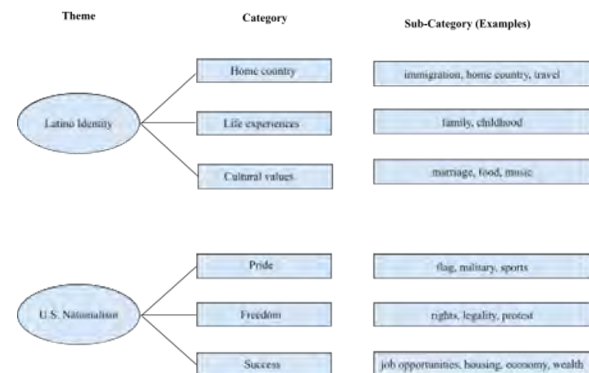 Theme Category Sub-Category (Examples)
Home country immigration, home country, travel
Latino Identity Life experiences family, childhood
Cultural values marriage, food, music
Pride flag, military, sports
U.S. Nationalism Freedom rights, legality, protest
Success job opportunities, housing, economy, wealth